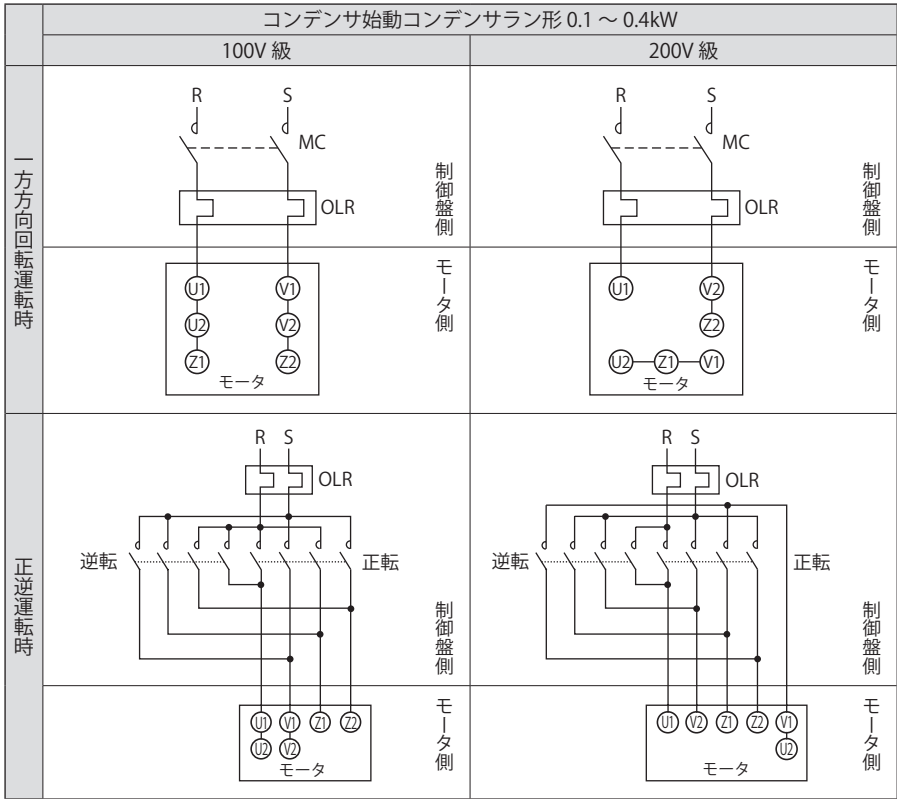 コンデンサ始動コンデンサラン形 0.1 ～ 0.4kW
100V 級
200V 級
一方方向回転運転時
R
S
MC
OLR
制御盤側
U1
V1
U2
V2
Z1
Z2
モータ
モータ側
R
S
MC
OLR
制御盤側
U1
V2
Z2
U2
Z1
V1
モータ
モータ側
正逆運転時
R
S
OLR
逆転
正転
制御盤側
U1
V1
Z1
Z2
U2
V2
モータ
モータ側
R
S
OLR
逆転
正転
制御盤側
U1
V2
Z1
Z2
V1
U2
モータ
モータ側